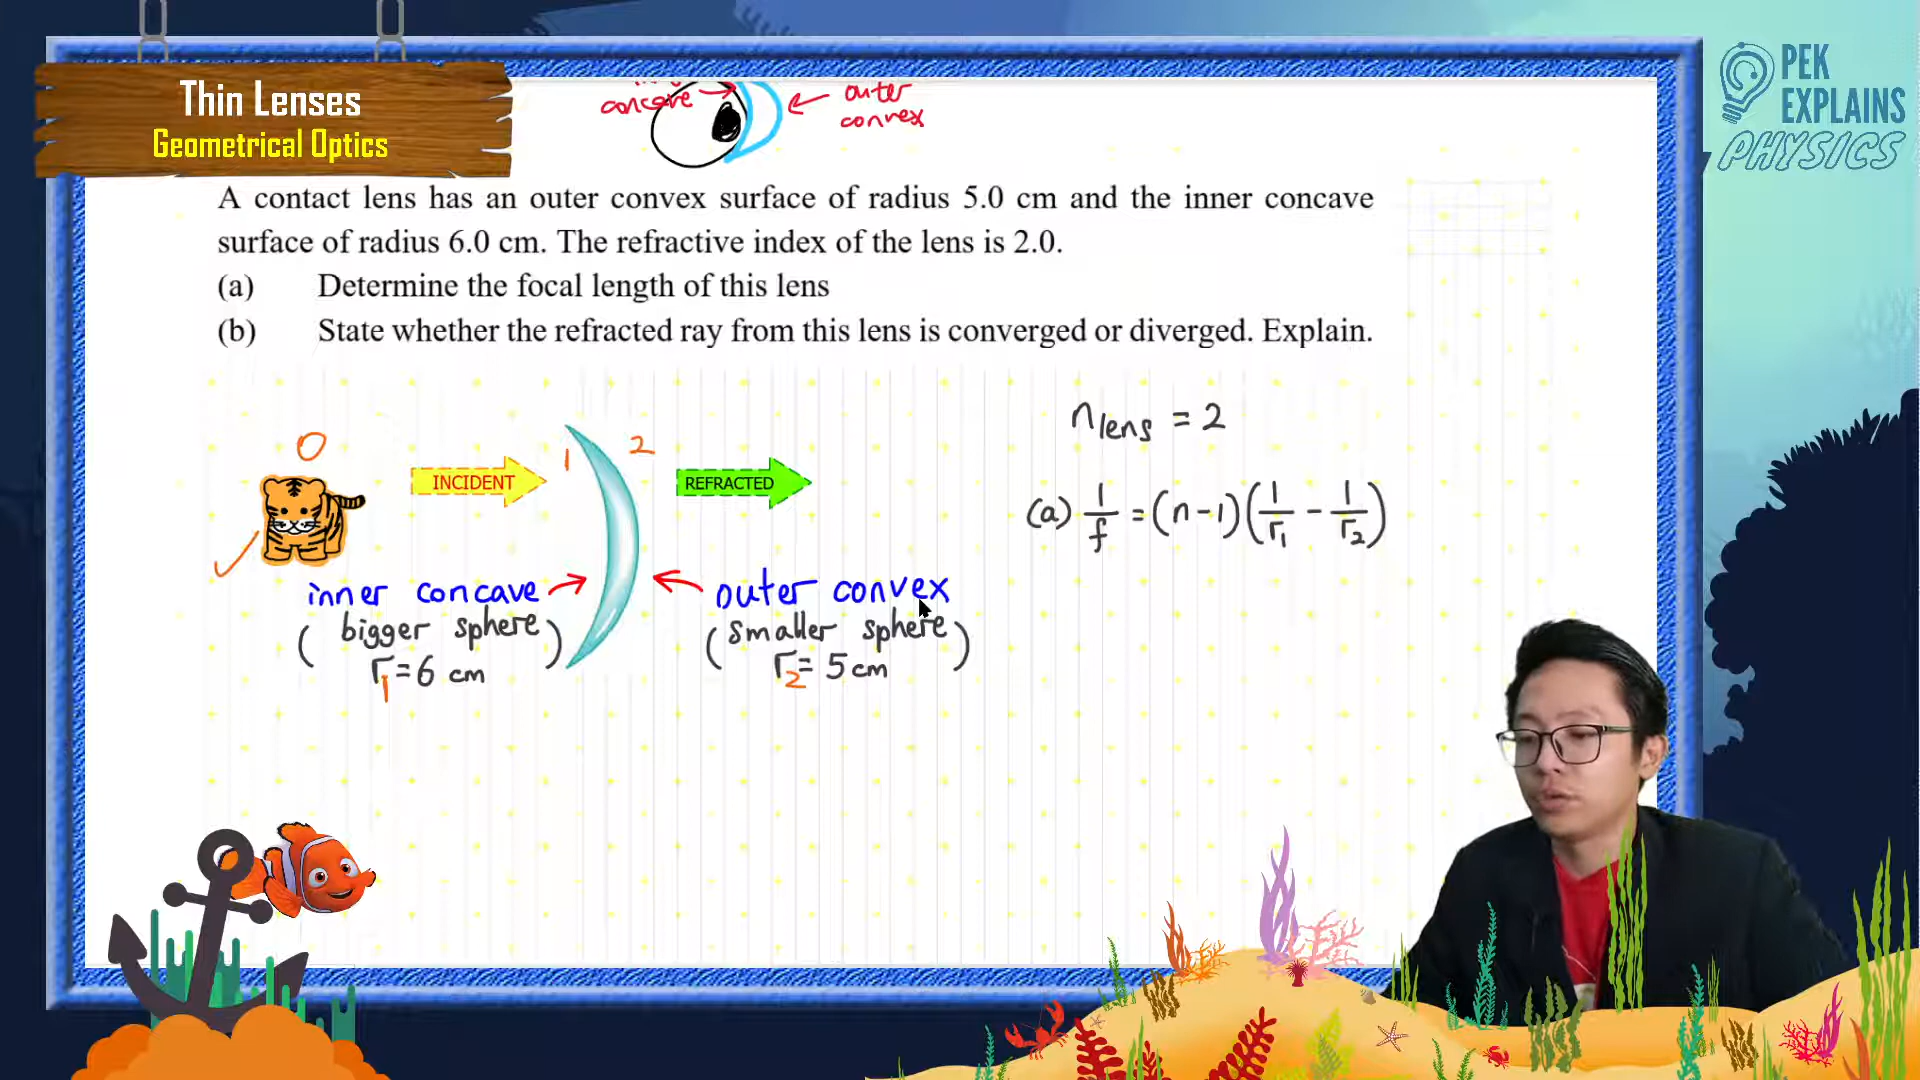 Thin Lenses
Geometrical Optics
PEK
EXPLAINS
PHYSICS
concave
outer
convex
A contact lens has an outer convex surface of radius 5.0 cm and the inner concave
surface of radius 6.0 cm. The refractive index of the lens is 2.0.
(a) Determine the focal length of this lens
(b) State whether the refracted ray from this lens is converged or diverged. Explain.
O
INCIDENT
1
2
REFRACTED
inner concave
(bigger sphere)
r₁ = 6 cm
outer convex
(smaller sphere)
r₂ = 5 cm
n lens = 2
(a) 1/f = (n-1)(1/r₁ - 1/r₂)